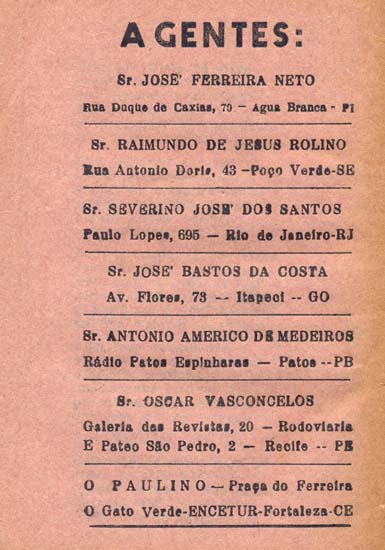 AGENTES:
Sr. JOSE' FERREIRA NETO
Rua Duque de Caxias, 79 — Agua Branca - PI
Sr. RAIMUNDO DE JESUS ROLINO
Rua Antonio Doris, 43 —Poço Verde-SE
Sr. SEVERINO JOSE' DOS SANTOS
Paulo Lopes, 695 — Rio de Janeiro-RJ
Sr. JOSE' BASTOS DA COSTA
Av. Flores, 73 — Itapeci -- GO
Sr. ANTONIO AMERICO DE MEDEIROS
Rádio Patos Espinharas — Patos --PB
Sr. OSCAR VASCONCELOS
Galeria das Revistas, 20 - Rodoviaria
E Pateo São Pedro, 2 - Recife -- PE
O PAULINO — Praça do Ferreira
O Gato Verde-ENCETUR-Fortaleza-CE